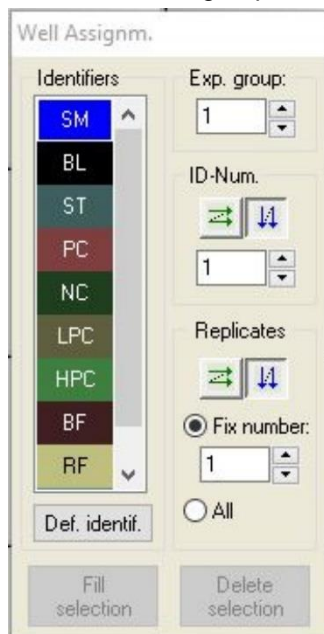 Well Assignm.
Identifiers
SM
BL
ST
PC
NC
LPC
HPC
BF
RF
Def. identif.
Fill
selection
Exp. group:
1
ID-Num.
1
Replicates
Fix number:
1
All
Delete
selection